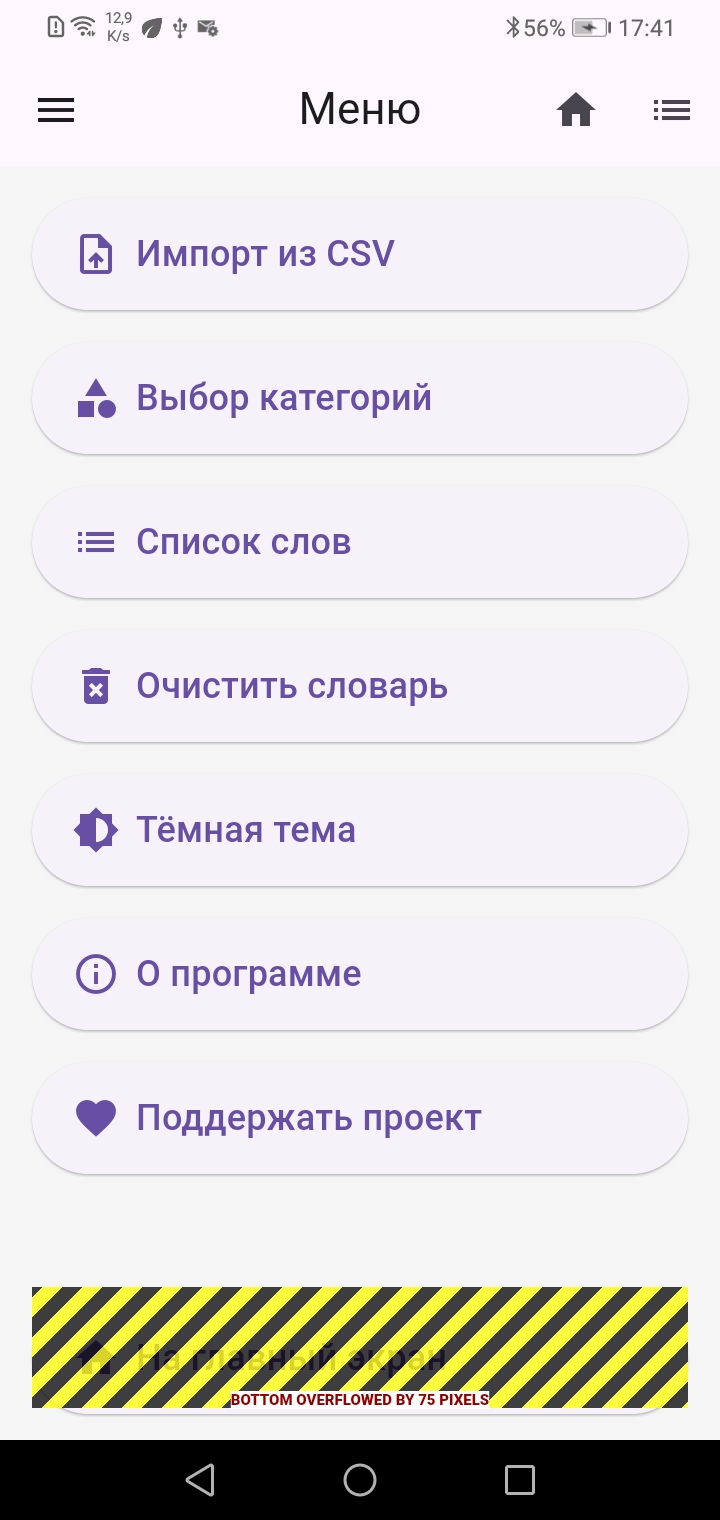 12,9
K/s
56%
17:41
Меню
Импорт из CSV
Выбор категорий
Список слов
Очистить словарь
Тёмная тема
О программе
Поддержать проект
На главный экран
BOTTOM OVERFLOWED BY 75 PIXELS